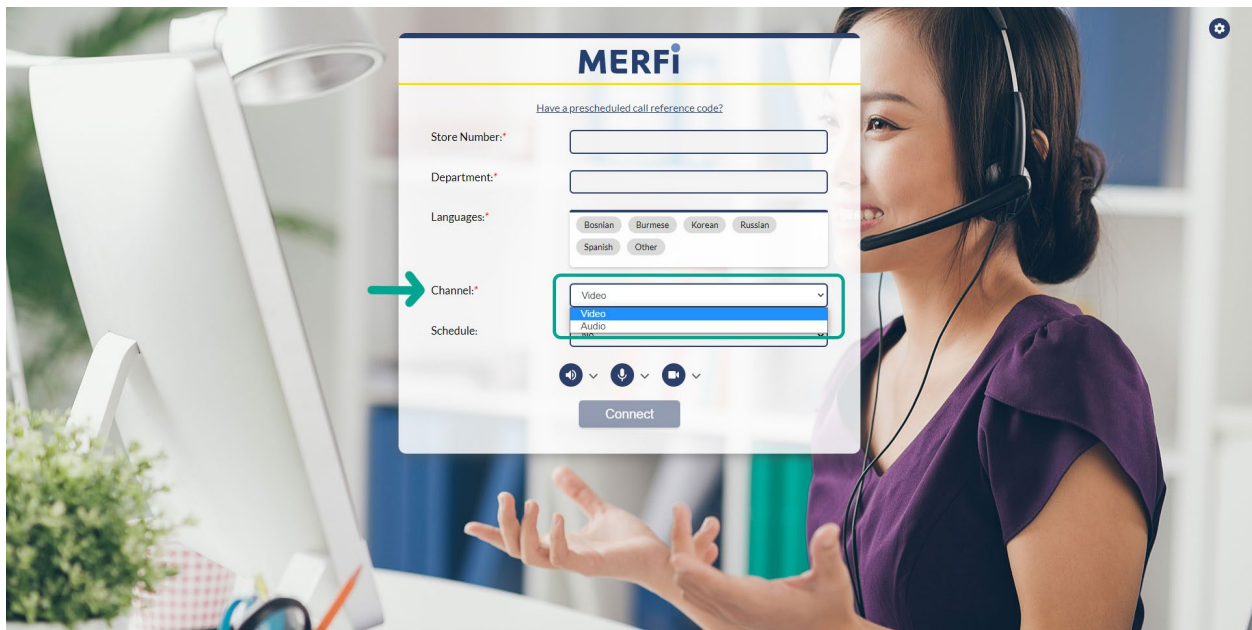 MERFi
Have a prescheduled call reference code?
Store Number:*
Department:*
Languages:*
Bosnian Burmese Korean Russian
Spanish Other
Channel:*
Video
Video
Audio
Schedule:
No
Connect